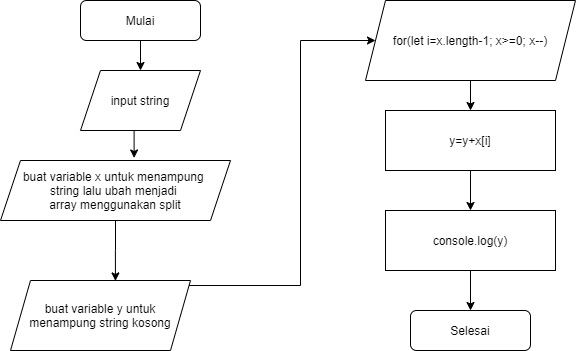 Mulai
input string
buat variable x untuk menampung
string lalu ubah menjadi
array menggunakan split
buat variable y untuk
menampung string kosong
for(let i=x.length-1; x>=0; x--)
y=y+x[i]
console.log(y)
Selesai